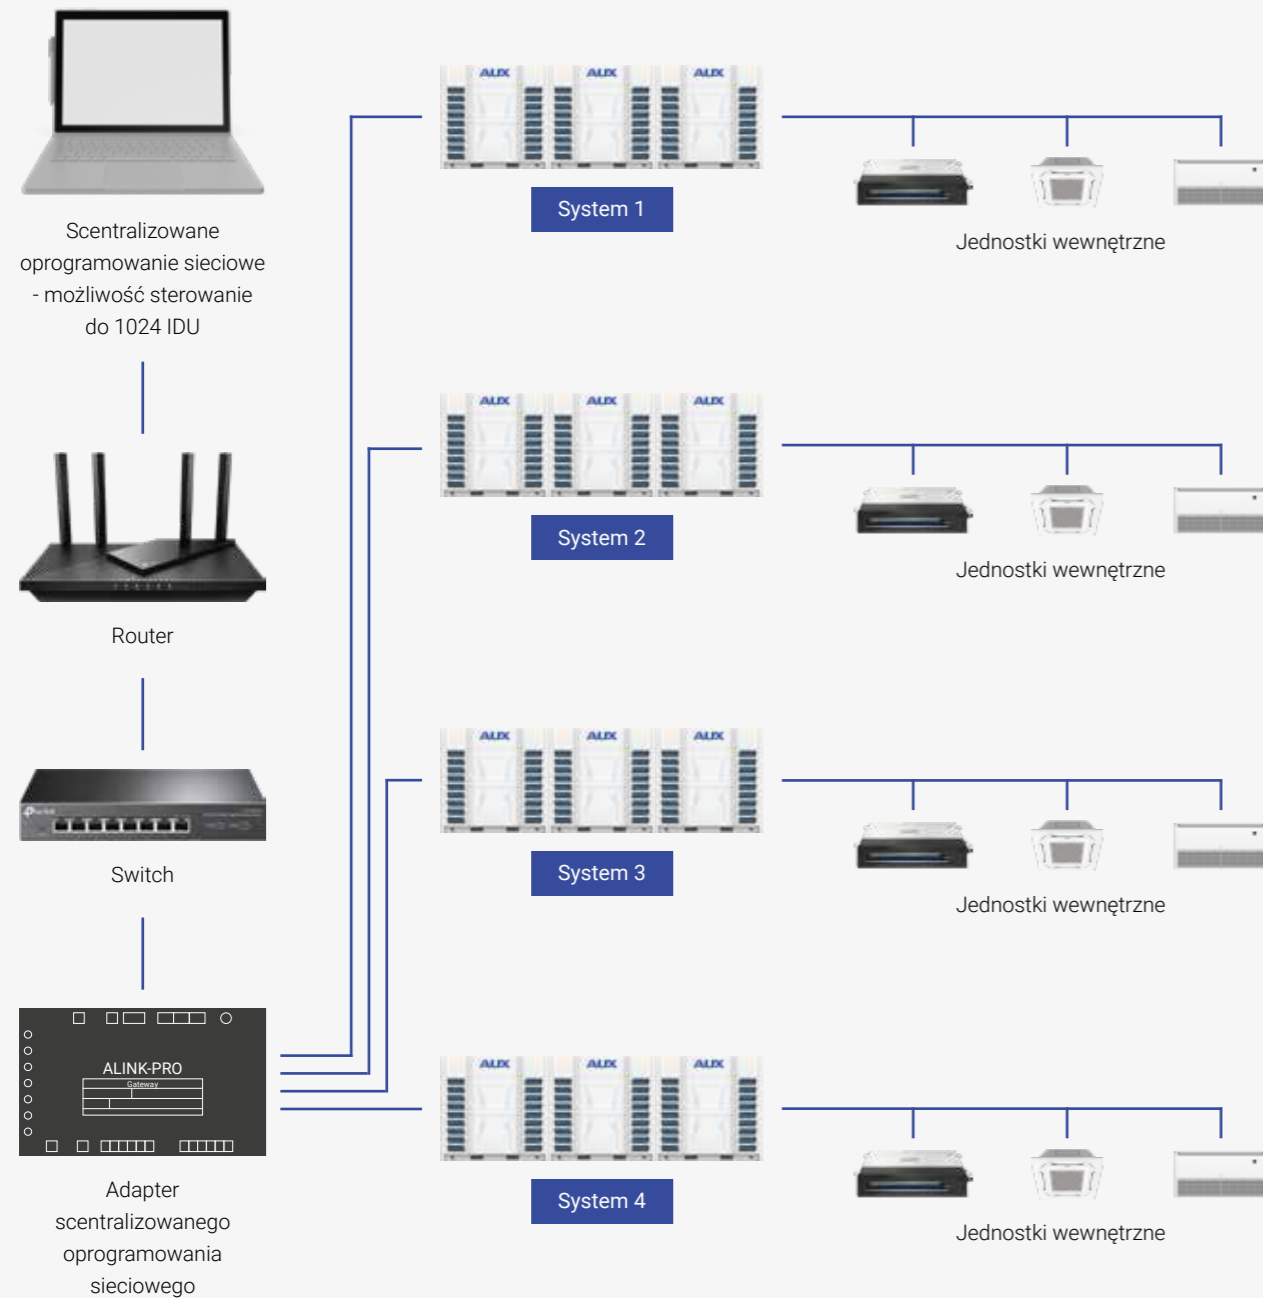 Scentralizowane
oprogramowanie sieciowe
- możliwość sterowanie
do 1024 IDU
Router
Switch
ALINK-PRO
Gateway
Adapter
scentralizowanego
oprogramowania
sieciowego
AUX AUX AUX
System 1
Jednostki wewnętrzne
AUX AUX AUX
System 2
Jednostki wewnętrzne
AUX AUX AUX
System 3
Jednostki wewnętrzne
AUX AUX AUX
System 4
Jednostki wewnętrzne